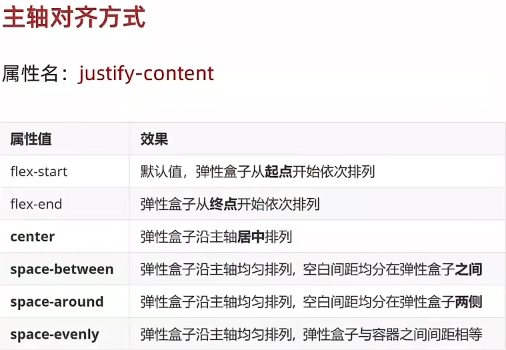 主轴对齐方式
属性名：justify-content
属性值 效果
flex-start 默认值，弹性盒子从起点开始依次排列
flex-end 弹性盒子从终点开始依次排列
center 弹性盒子沿主轴居中排列
space-between 弹性盒子沿主轴均匀排列, 空白间距均分在弹性盒子之间
space-around 弹性盒子沿主轴均匀排列, 空白间距均分在弹性盒子两侧
space-evenly 弹性盒子沿主轴均匀排列, 弹性盒子与容器之间间距相等